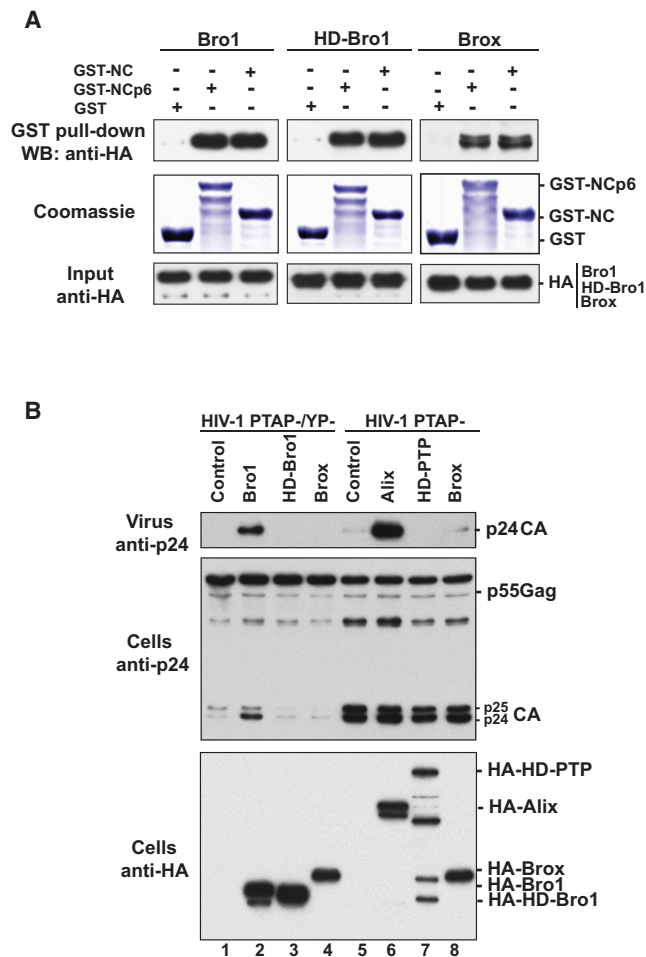 A
Bro1 HD-Bro1 Brox
GST-NC - - + - - + - - +
GST-NCp6 - + - - + - - + -
GST + - - + - - + - -
GST pull-down
WB: anti-HA
Coomassie
- GST-NCp6
- GST-NC
- GST
Input
anti-HA
- HA
Bro1
HD-Bro1
Brox
B
HIV-1 PTAP-/YP- HIV-1 PTAP-
Control Bro1 HD-Bro1 Brox Control Alix HD-PTP Brox
Virus
anti-p24
- p24 CA
Cells
anti-p24
- p55Gag
- p25
- p24 CA
Cells
anti-HA
- HA-HD-PTP
- HA-Alix
- HA-Brox
- HA-Bro1
- HA-HD-Bro1
1 2 3 4 5 6 7 8